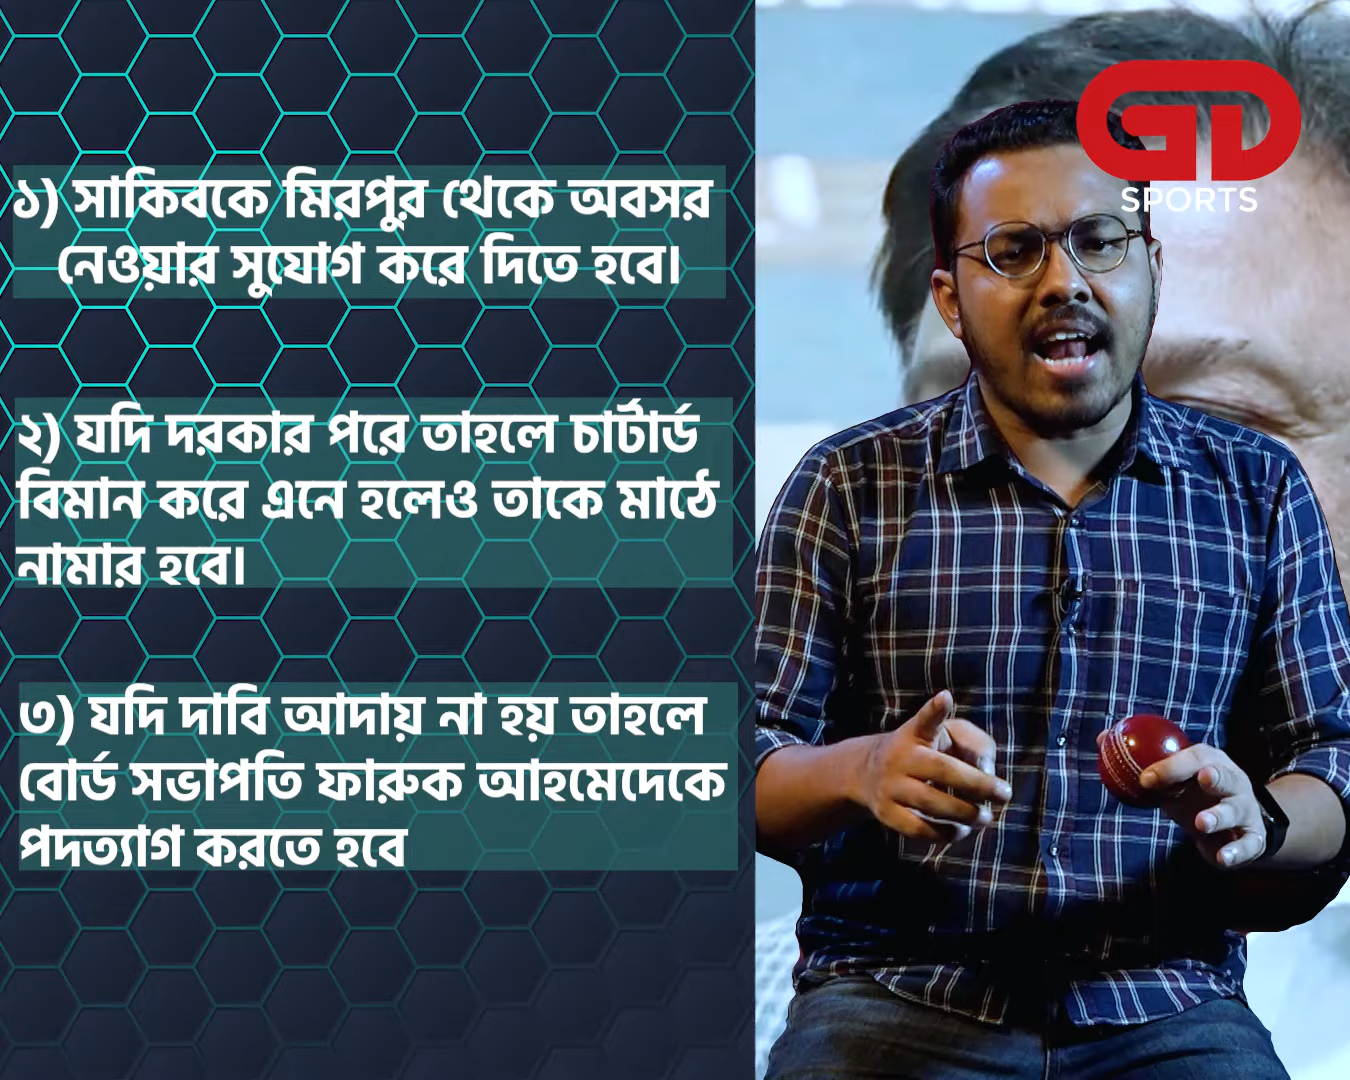 ১) সাকিবকে মিরপুর থেকে অবসর
নেওয়ার সুযোগ করে দিতে হবে।
২) যদি দরকার পরে তাহলে চার্টার্ড
বিমান করে এনে হলেও তাকে মাঠে
নামার হবে।
৩) যদি দাবি আদায় না হয় তাহলে
বোর্ড সভাপতি ফারুক আহমেদেকে
পদত্যাগ করতে হবে
GD
SPORTS